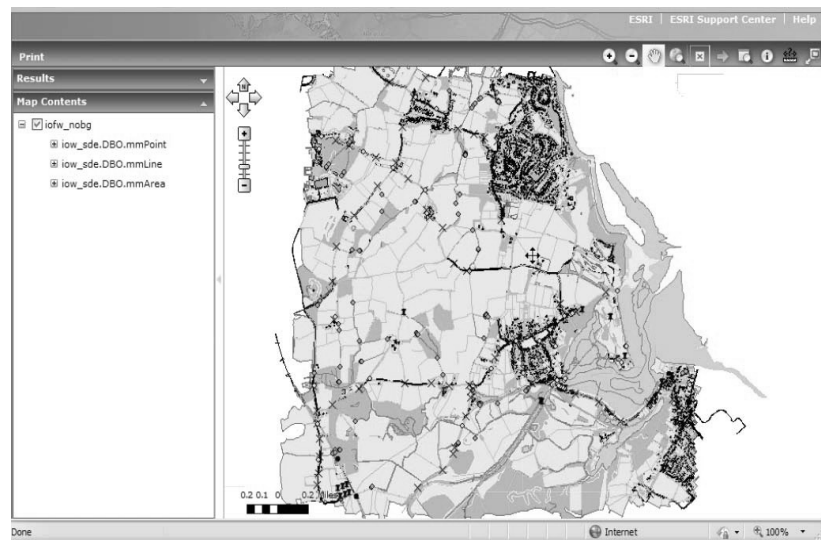 ESRI | ESRI Support Center | Help
Print
Results
Map Contents
iofw_nobg
iow_sde.DBO.mmPoint
iow_sde.DBO.mmLine
iow_sde.DBO.mmArea
N
0.2 0.1 0 0.2 Miles
Done
Internet
100%